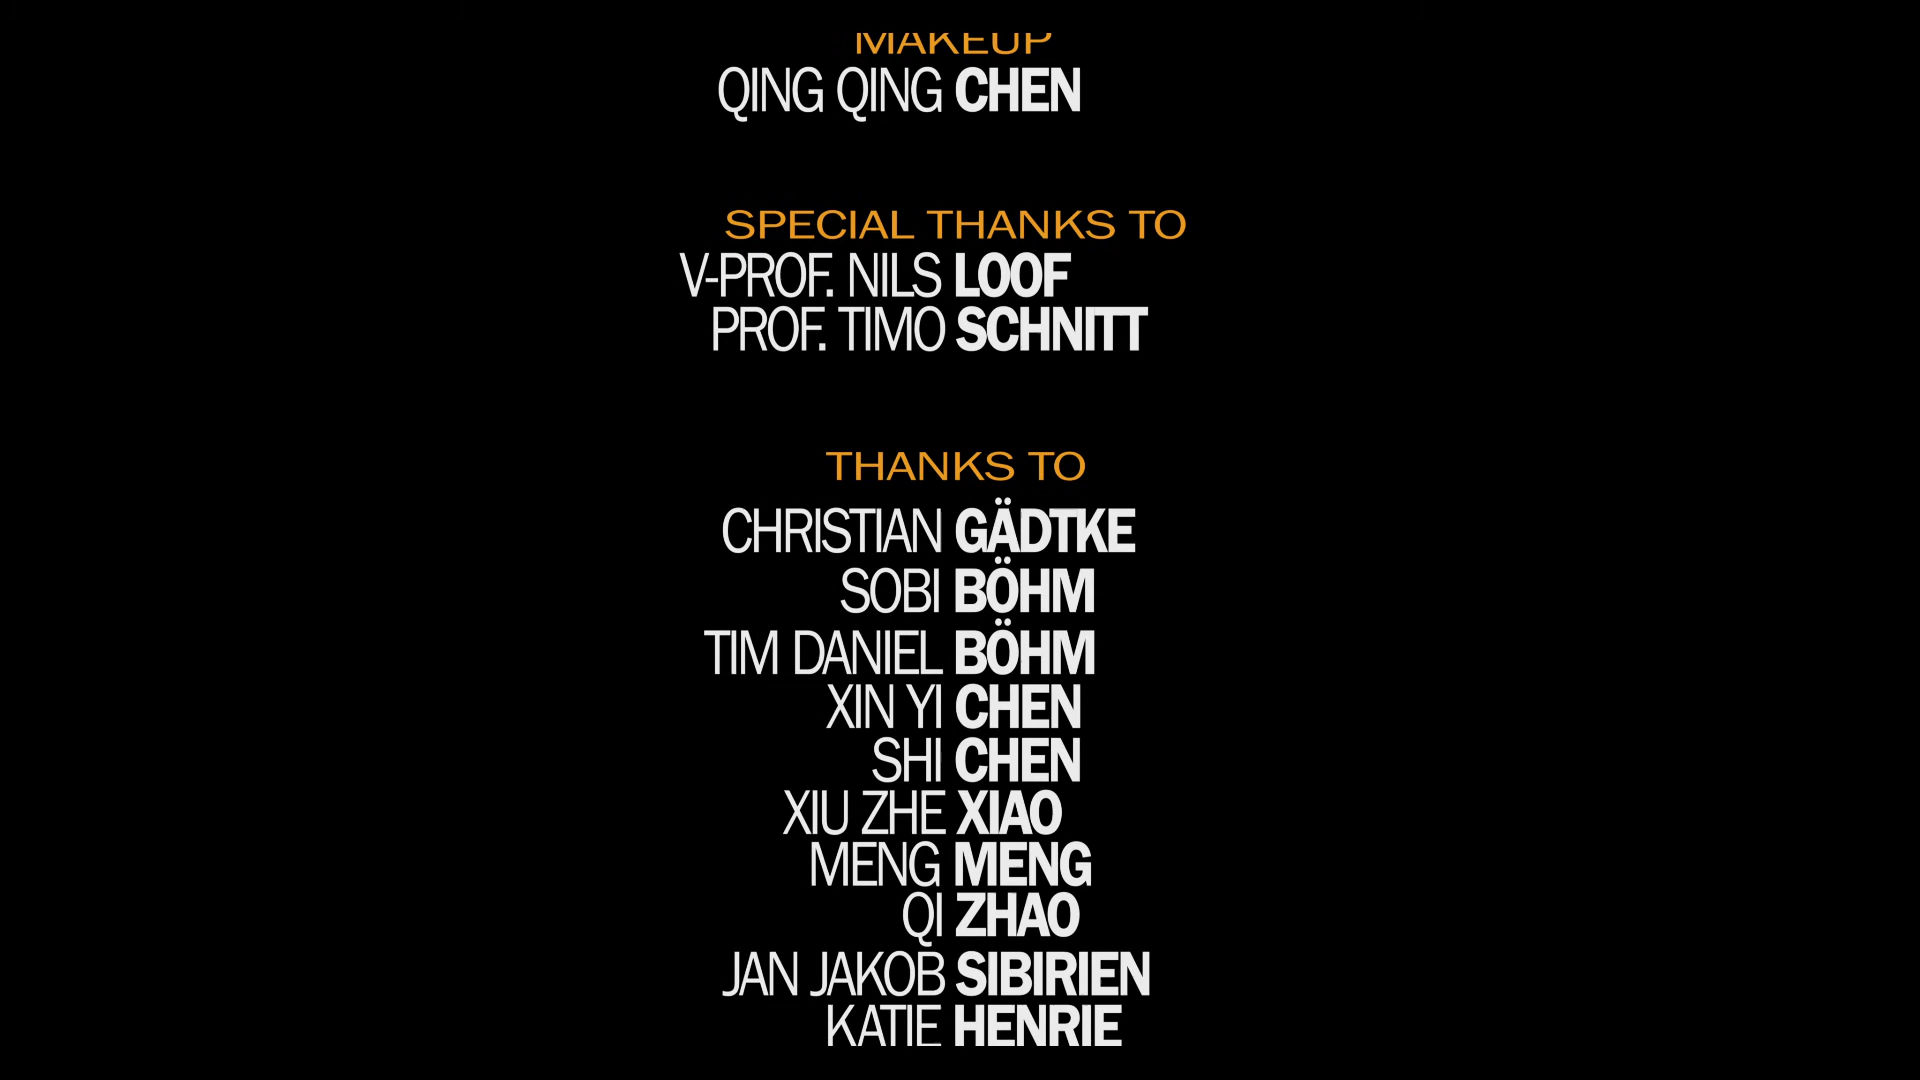 MAKEUP
QING QING CHEN
SPECIAL THANKS TO
V-PROF. NILS LOOF
PROF. TIMO SCHNITT
THANKS TO
CHRISTIAN GÄDTKE
SOBI BÖHM
TIM DANIEL BÖHM
XIN YI CHEN
SHI CHEN
XIU ZHE XIAO
MENG MENG
QI ZHAO
JAN JAKOB SIBIRIEN
KATIE HENRIE